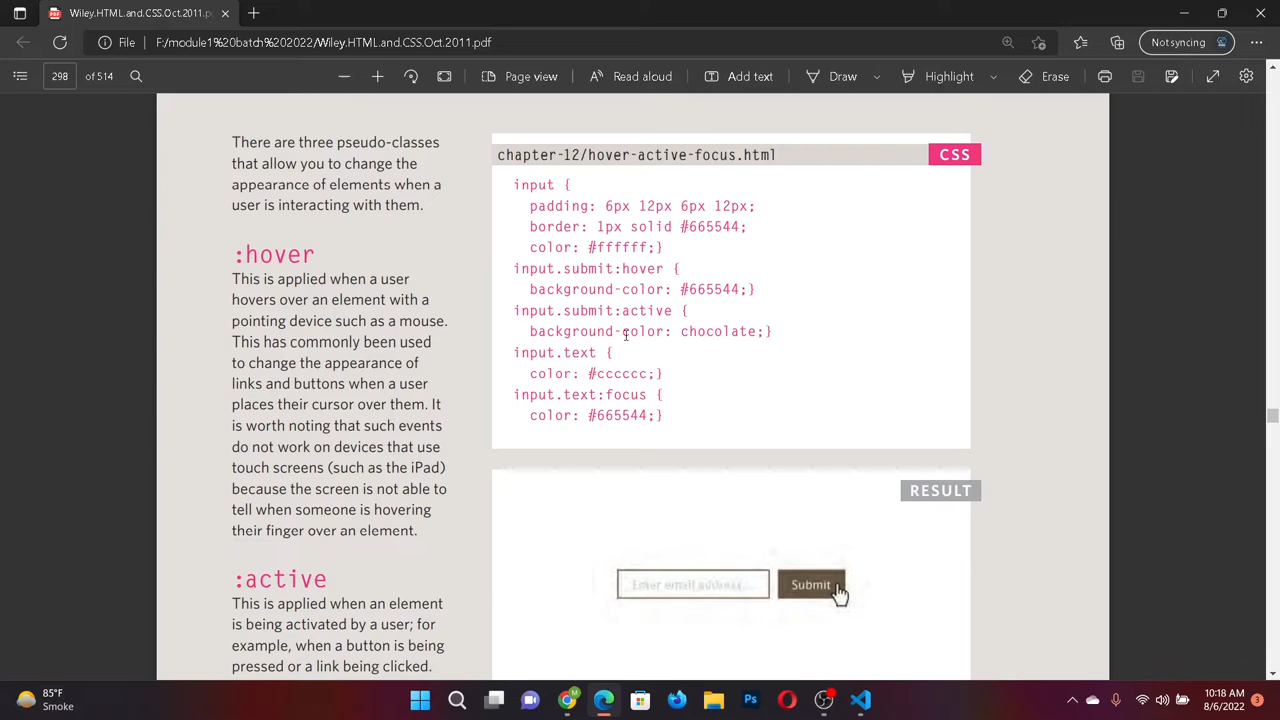 Wiley.HTML.and.CSS.Oct.2011.p
File
F:/module1%20batch%202022/Wiley.HTML.and.CSS.Oct.2011.pdf
Not syncing
298 of 514
Page view
Read aloud
Add text
Draw
Highlight
Erase
There are three pseudo-classes
that allow you to change the
appearance of elements when a
user is interacting with them.
:hover
This is applied when a user
hovers over an element with a
pointing device such as a mouse.
This has commonly been used
to change the appearance of
links and buttons when a user
places their cursor over them. It
is worth noting that such events
do not work on devices that use
touch screens (such as the iPad)
because the screen is not able to
tell when someone is hovering
their finger over an element.
:active
This is applied when an element
is being activated by a user; for
example, when a button is being
pressed or a link being clicked.
chapter-12/hover-active-focus.html
CSS
input {
padding: 6px 12px 6px 12px;
border: 1px solid #665544;
color: #ffffff;}
input.submit:hover {
background-color: #665544;}
input.submit:active {
background-color: chocolate;}
input.text {
color: #cccccc;}
input.text:focus {
color: #665544;}
RESULT
Enter email address...
Submit
85°F
Smoke
10:18 AM
8/6/2022
3